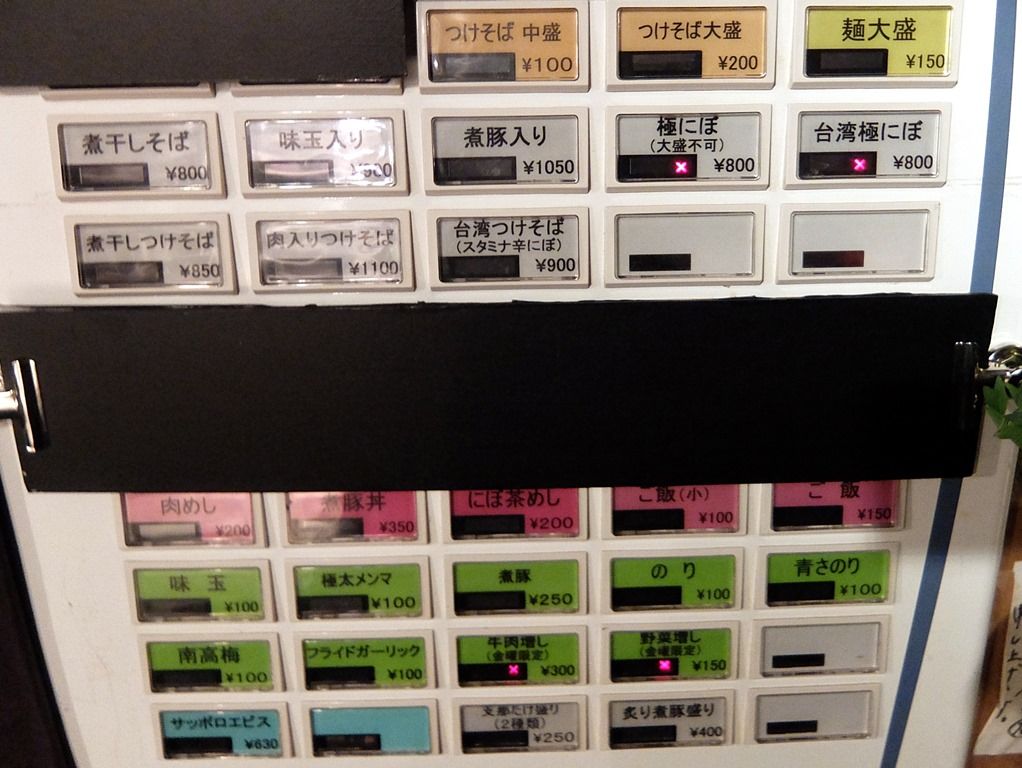 つけそば 中盛
¥100
つけそば大盛
¥200
麺大盛
¥150
煮干しそば
¥800
味玉入り
¥900
煮豚入り
¥1050
極にぼ
(大盛不可)
¥800
台湾極にぼ
¥800
煮干しつけそば
¥850
肉入りつけそば
¥1100
台湾つけそば
(スタミナ辛にぼ)
¥900
肉めし
¥200
煮豚丼
¥350
にぼ茶めし
¥200
ご飯(小)
¥100
ご飯
¥150
味玉
¥100
極太メンマ
¥100
煮豚
¥250
のり
¥100
青さのり
¥100
南高梅
¥100
フライドガーリック
¥100
牛肉増し
(金曜限定)
¥300
野菜増し
(金曜限定)
¥150
サッポロエビス
¥630
支那たけ盛り
(2種類)
¥250
炙り煮豚盛り
¥400